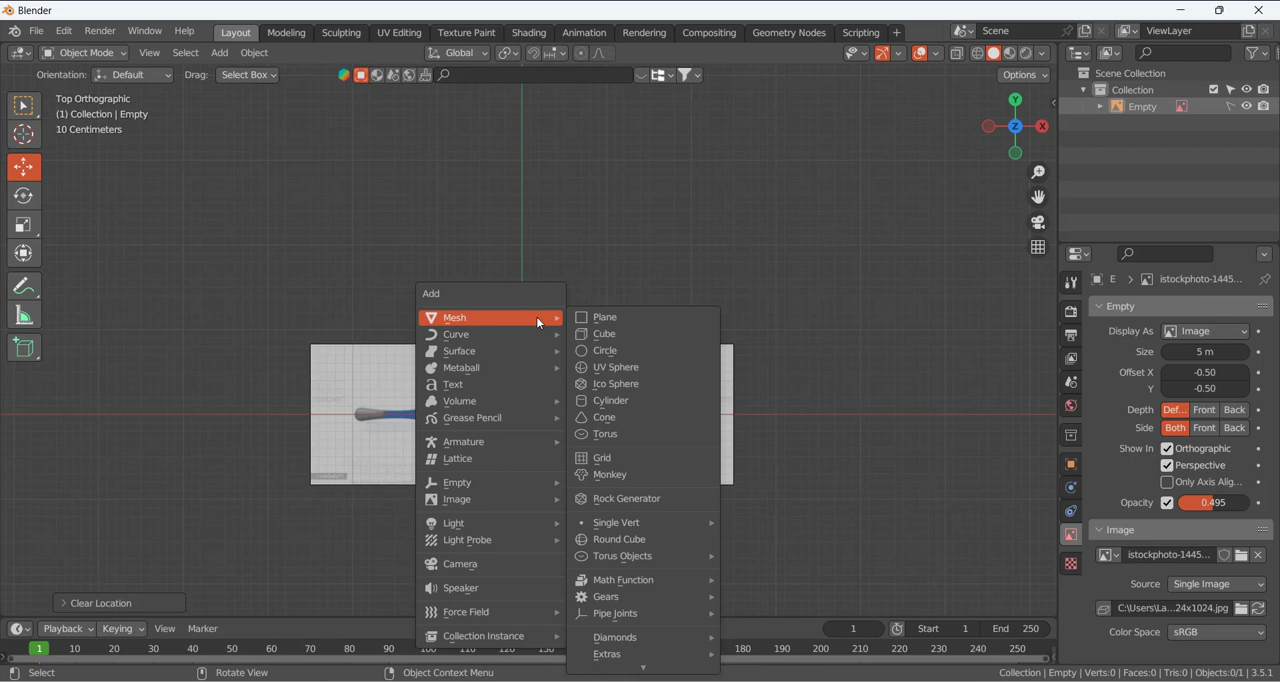 Blender
File Edit Render Window Help Layout Modeling Sculpting UV Editing Texture Paint Shading Animation Rendering Compositing Geometry Nodes Scripting + Scene ViewLayer
Object Mode View Select Add Object Global
Orientation: Default Drag: Select Box Options
Top Orthographic
(1) Collection | Empty
10 Centimeters
Y
Z
X
Scene Collection
Collection
Empty
E > istockphoto-1445...
Empty
Display As Image
Size 5 m
Offset X -0.50
Y -0.50
Depth Def... Front Back
Side Both Front Back
Show In Orthographic
Perspective
Only Axis Alig...
Opacity 0.495
Image
istockphoto-1445...
Source Single Image
C:\Users\La...24x1024.jpg
Color Space sRGB
Add
Mesh
Curve
Surface
Metaball
Text
Volume
Grease Pencil
Armature
Lattice
Empty
Image
Light
Light Probe
Camera
Speaker
Force Field
Collection Instance
Plane
Cube
Circle
UV Sphere
Ico Sphere
Cylinder
Cone
Torus
Grid
Monkey
Rock Generator
Single Vert
Round Cube
Torus Objects
Math Function
Gears
Pipe Joints
Diamonds
Extras
Clear Location
Playback Keying View Marker 1 Start 1 End 250
1 10 20 30 40 50 60 70 80 90 180 190 200 210 220 230 240 250
Select Rotate View Object Context Menu Collection | Empty | Verts:0 | Faces:0 | Tris:0 | Objects:0/1 | 3.5.1